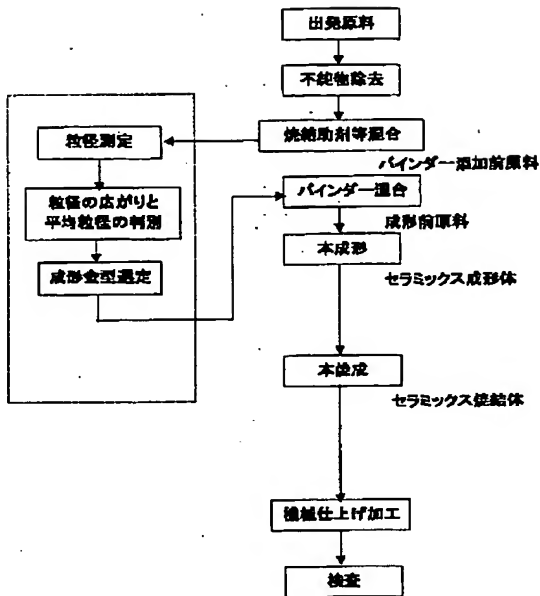 出発原料
不純物除去
焼結助剤等混合
バインダー添加前原料
粒径測定
粒径の広がりと
平均粒径の判別
成形金型選定
バインダー混合
成形前原料
本成形
セラミックス成形体
本焼成
セラミックス焼結体
機械仕上げ加工
検査